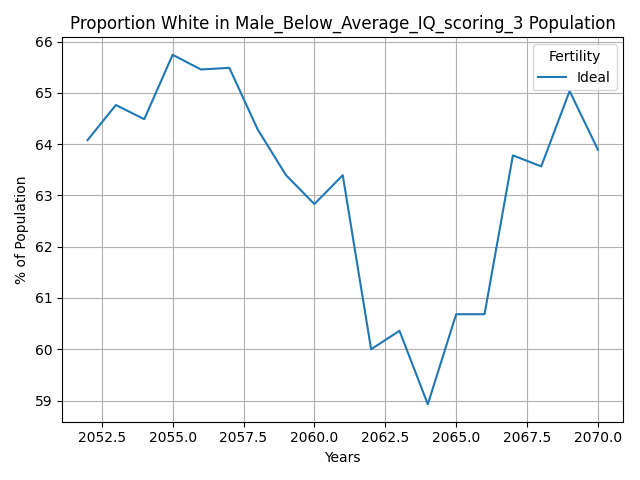 Proportion White in Male_Below_Average_IQ_scoring_3 Population
66
65
64
63
62
61
60
59
% of Population
Fertility
Ideal
2052.5 2055.0 2057.5 2060.0 2062.5 2065.0 2067.5 2070.0
Years